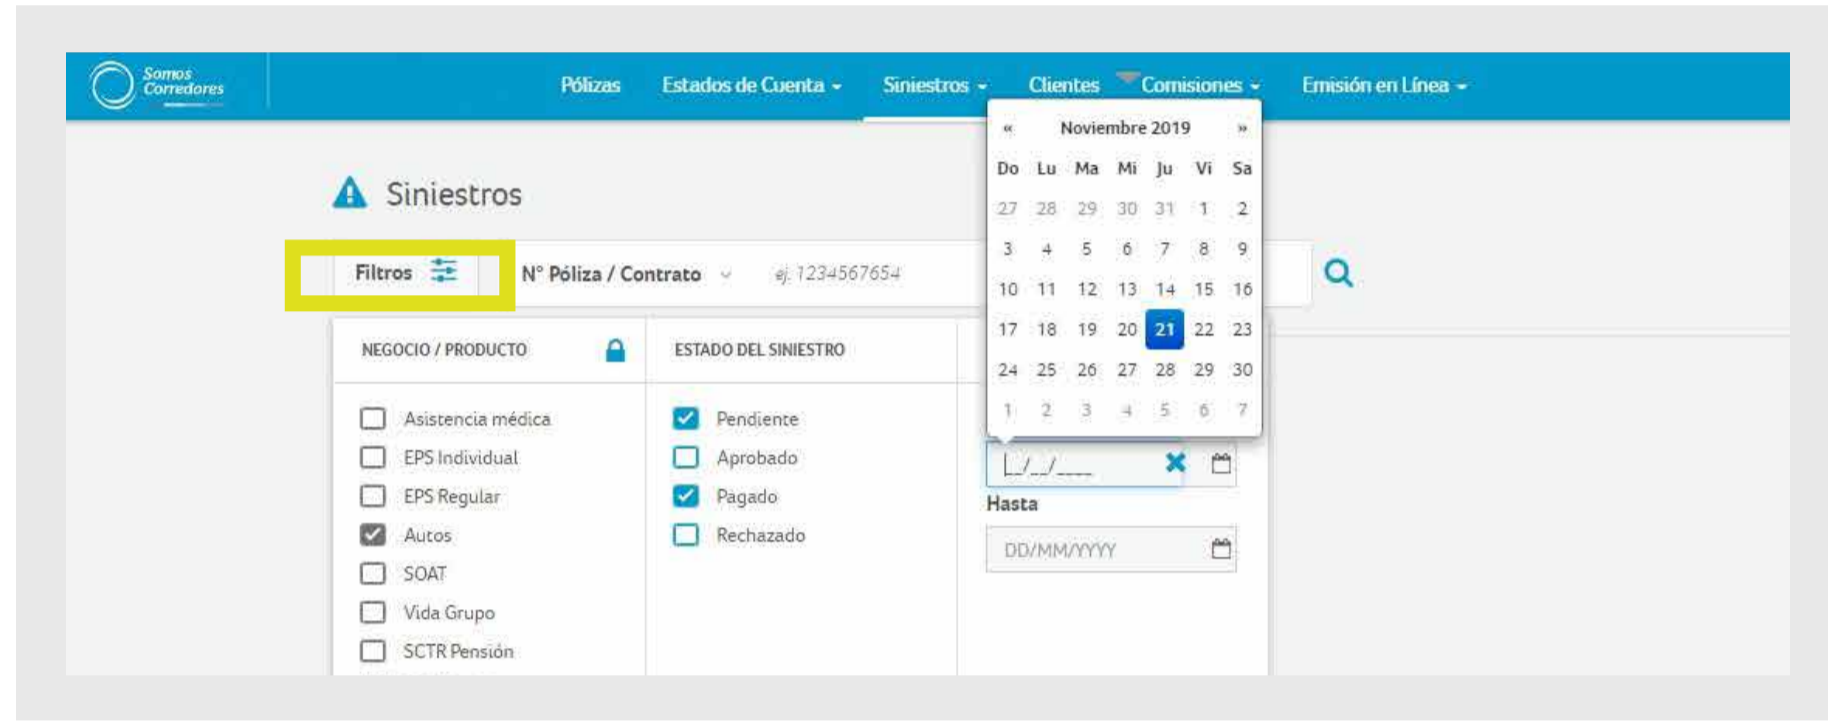 Somos
Corredores
Pólizas Estados de Cuenta Siniestros Clientes Comisiones Emisión en Línea
« Noviembre 2019 »
Do Lu Ma Mi Ju Vi Sa
27 28 29 30 31 1 2
3 4 5 6 7 8 9
10 11 12 13 14 15 16
17 18 19 20 21 22 23
24 25 26 27 28 29 30
1 2 3 4 5 6 7
Siniestros
Filtros N° Póliza / Contrato ej. 1234567654
NEGOCIO / PRODUCTO
Asistencia médica
EPS Individual
EPS Regular
Autos
SOAT
Vida Grupo
SCTR Pensión
ESTADO DEL SINIESTRO
Pendiente
Aprobado
Pagado
Rechazado
__/__/____
Hasta
DD/MM/YYYY